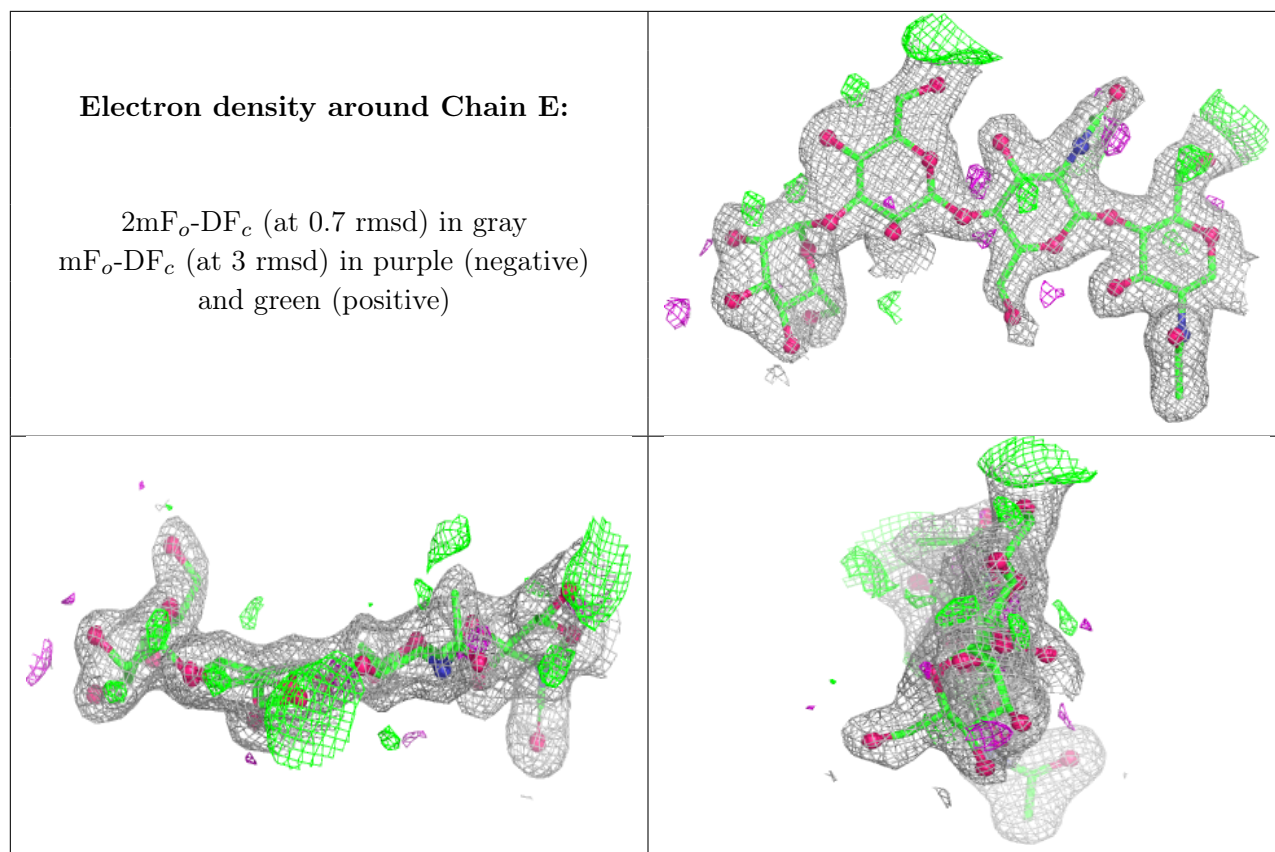 Electron density around Chain E:
2mFₒ-DF𝑐 (at 0.7 rmsd) in gray
mFₒ-DF𝑐 (at 3 rmsd) in purple (negative)
and green (positive)